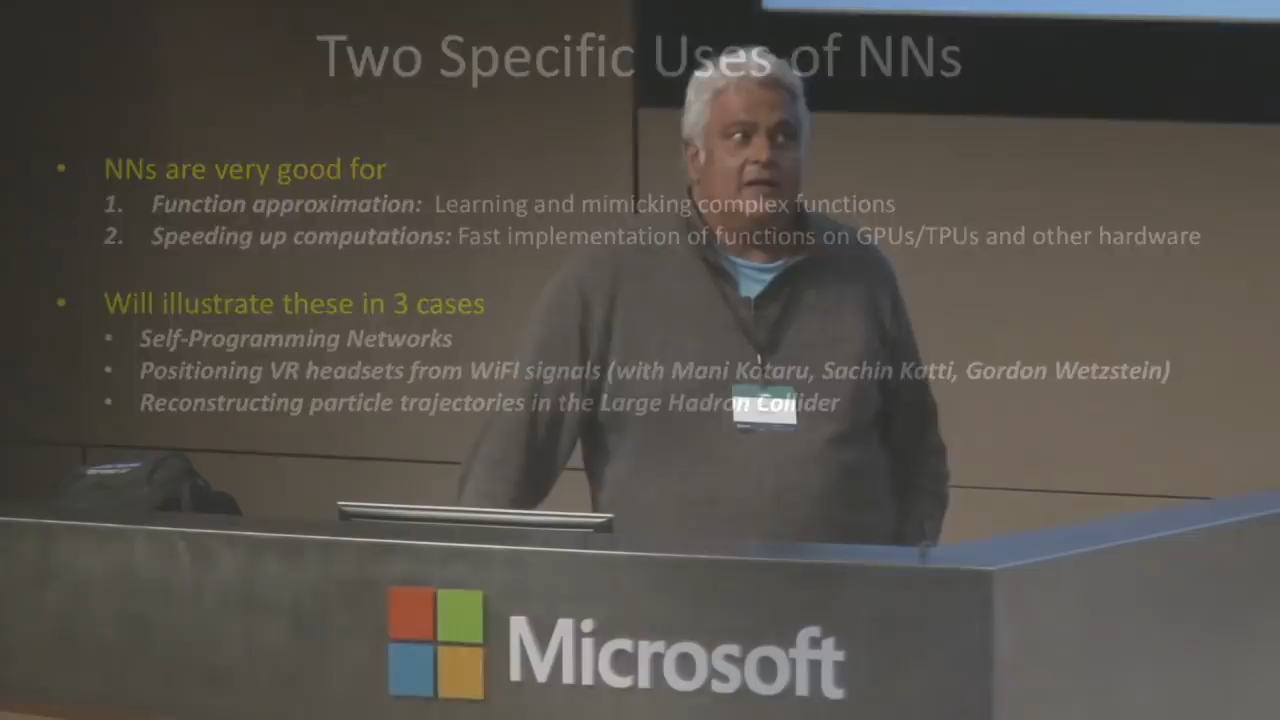 Two Specific Uses of NNs
• NNs are very good for
1. Function approximation: Learning and mimicking complex functions
2. Speeding up computations: Fast implementation of functions on GPUs/TPUs and other hardware
• Will illustrate these in 3 cases
• Self-Programming Networks
• Positioning VR headsets from WiFI signals (with Mani Kotaru, Sachin Katti, Gordon Wetzstein)
• Reconstructing particle trajectories in the Large Hadron Collider
Microsoft